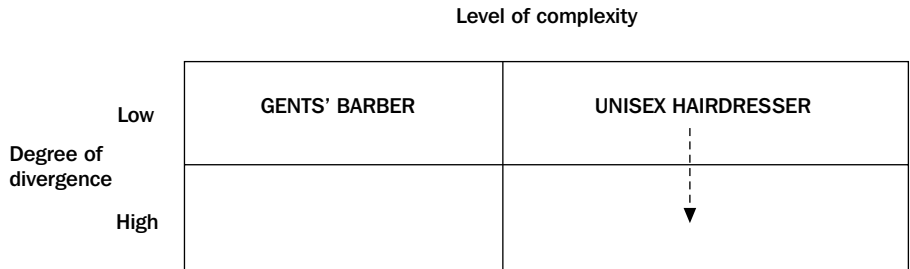 Level of complexity
GENTS’ BARBER
UNISEX HAIRDRESSER
Low
Degree of
divergence
High